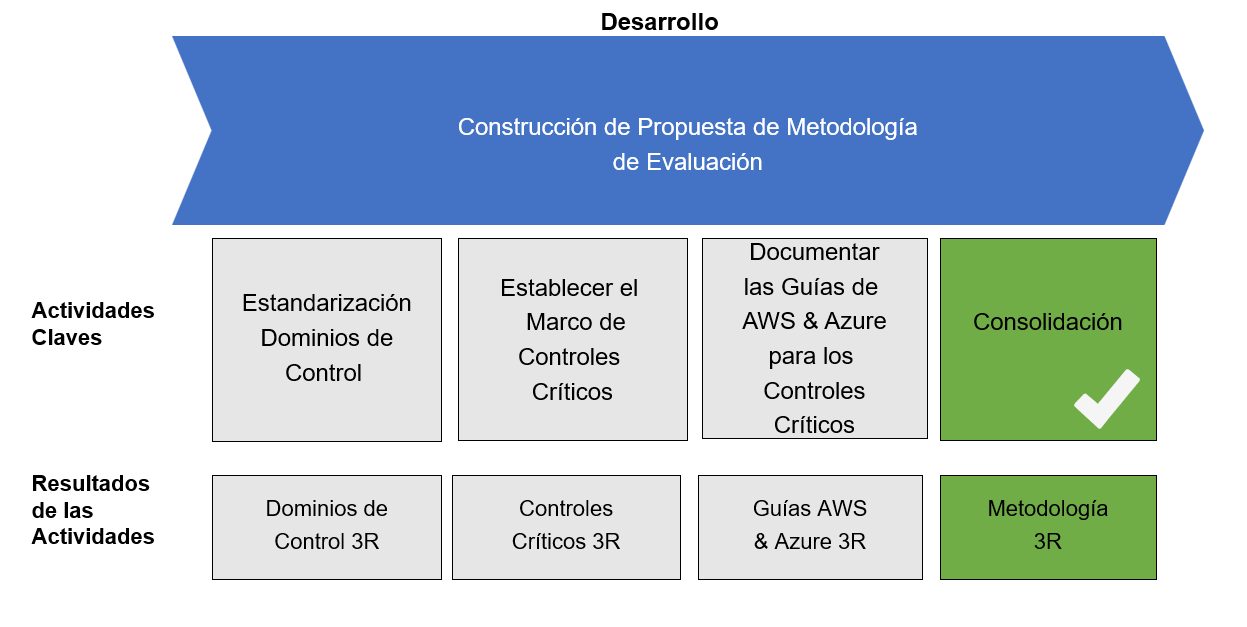 Desarrollo
Construcción de Propuesta de Metodología
de Evaluación
Actividades
Claves
Estandarización
Dominios de
Control
Establecer el
Marco de
Controles
Críticos
Documentar
las Guías de
AWS & Azure
para los
Controles
Críticos
Consolidación
Resultados
de las
Actividades
Dominios de
Control 3R
Controles
Críticos 3R
Guías AWS
& Azure 3R
Metodología
3R